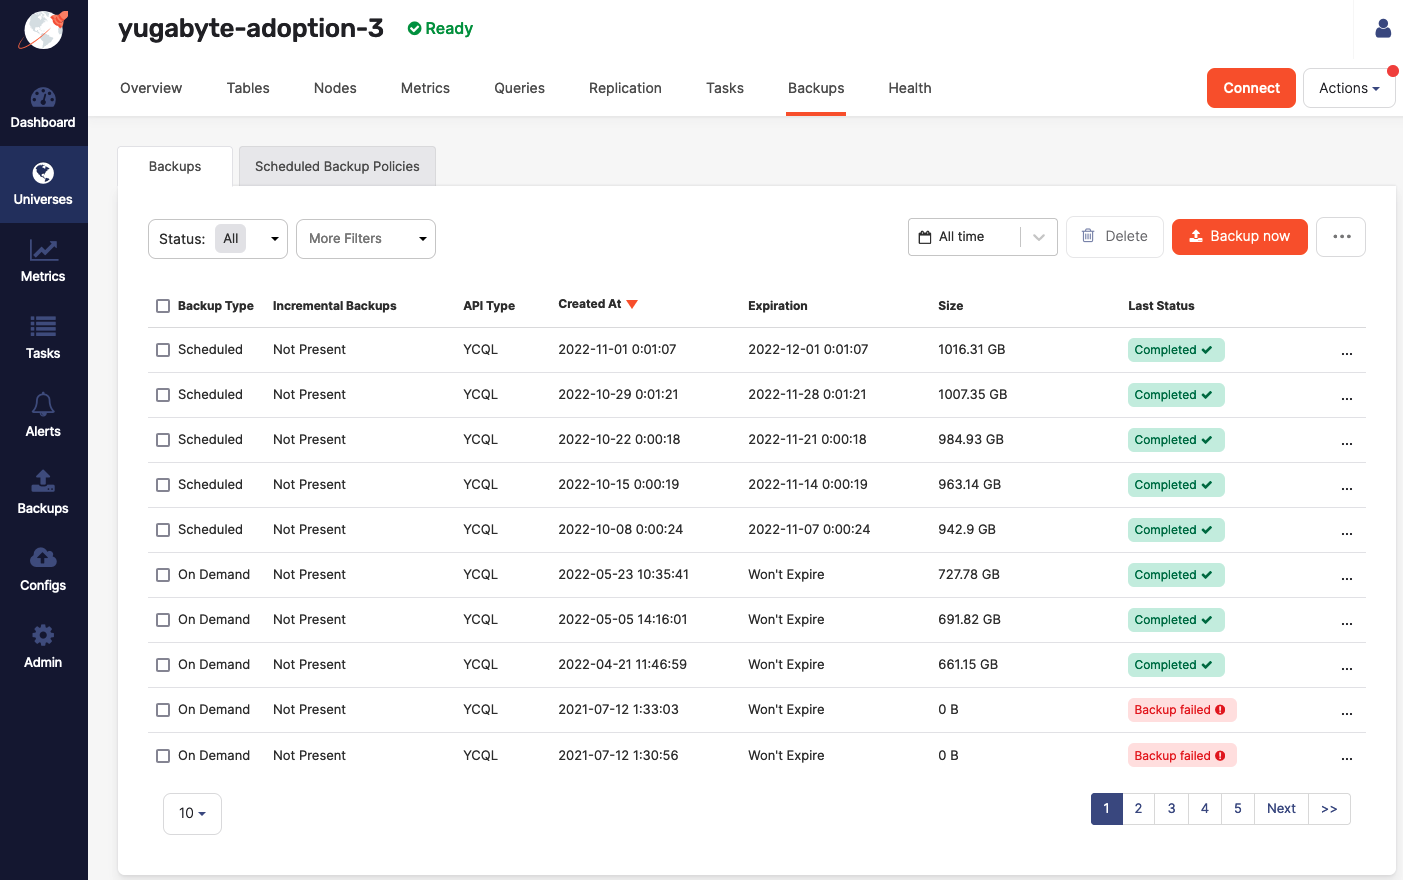 yugabyte-adoption-3 Ready
Overview Tables Nodes Metrics Queries Replication Tasks Backups Health Connect Actions
Dashboard
Universes
Metrics
Tasks
Alerts
Backups
Configs
Admin
Backups Scheduled Backup Policies
Status: All More Filters All time Delete Backup now ...
Backup Type Incremental Backups API Type Created At Expiration Size Last Status
Scheduled Not Present YCQL 2022-11-01 0:01:07 2022-12-01 0:01:07 1016.31 GB Completed ...
Scheduled Not Present YCQL 2022-10-29 0:01:21 2022-11-28 0:01:21 1007.35 GB Completed ...
Scheduled Not Present YCQL 2022-10-22 0:00:18 2022-11-21 0:00:18 984.93 GB Completed ...
Scheduled Not Present YCQL 2022-10-15 0:00:19 2022-11-14 0:00:19 963.14 GB Completed ...
Scheduled Not Present YCQL 2022-10-08 0:00:24 2022-11-07 0:00:24 942.9 GB Completed ...
On Demand Not Present YCQL 2022-05-23 10:35:41 Won't Expire 727.78 GB Completed ...
On Demand Not Present YCQL 2022-05-05 14:16:01 Won't Expire 691.82 GB Completed ...
On Demand Not Present YCQL 2022-04-21 11:46:59 Won't Expire 661.15 GB Completed ...
On Demand Not Present YCQL 2021-07-12 1:33:03 Won't Expire 0 B Backup failed ...
On Demand Not Present YCQL 2021-07-12 1:30:56 Won't Expire 0 B Backup failed ...
10 1 2 3 4 5 Next >>